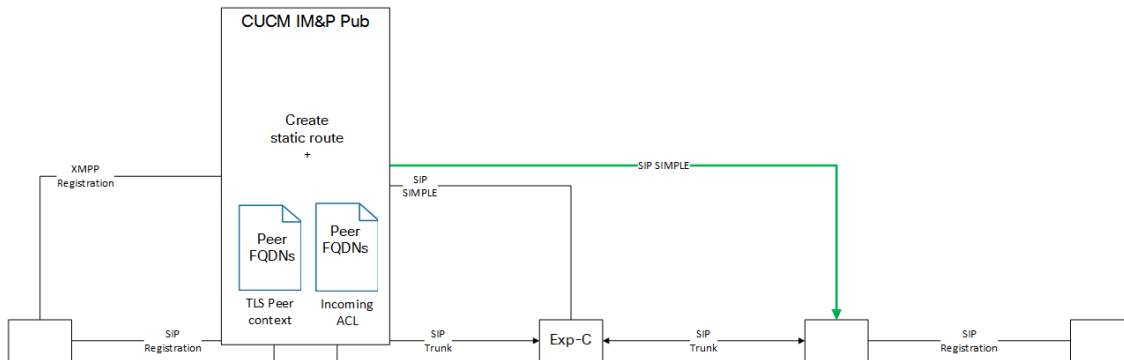 CUCM IM&P Pub
Create
static route
+
XMPP
Registration
SIP
SIMPLE
SIP SIMPLE
Peer
FQDNs
Peer
FQDNs
TLS Peer
context
Incoming
ACL
SIP
Registration
SIP
Trunk
Exp-C
SIP
Trunk
SIP
Registration